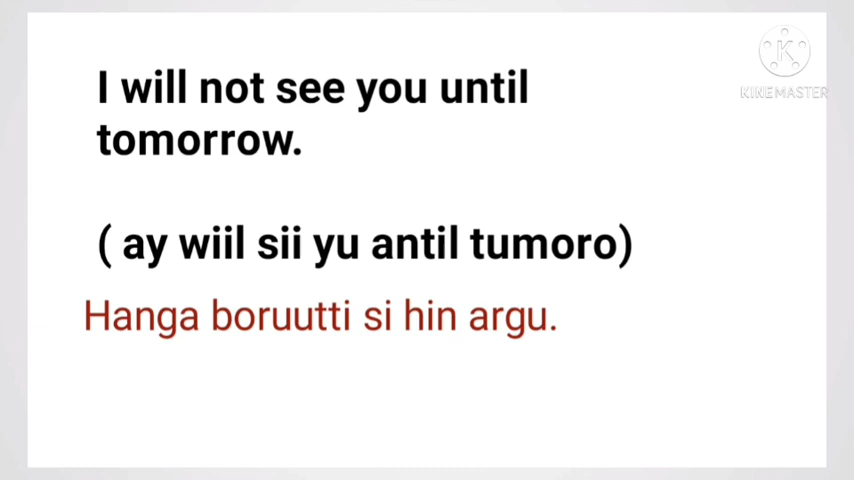 I will not see you until
tomorrow.
( ay wiil sii yu antil tumoro)
Hanga boruutti si hin argu.
KINEMASTER